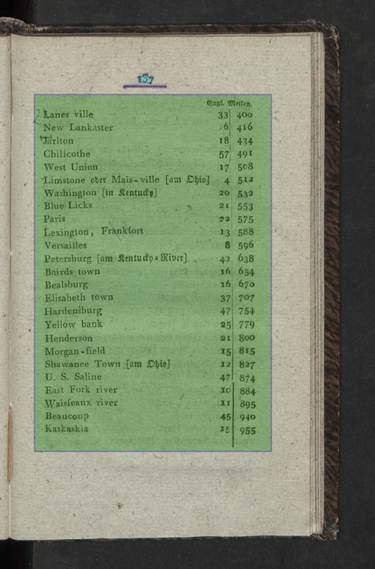 Engl. Meilen.
Lanes ville 33 400
New Lankaster 16 416
Tarlton 18 434
Chilicothe 57 491
West Union 17 508
Limstone oder Mais-ville [am Ohio] 4 512
Washington [in Kentucky] 20 532
Blue Licks 21 553
Paris 22 575
Lexington, Frankfort 13 588
Versailles 8 596
Petersburg [am Kentucky-River] 42 638
Bairds town 16 654
Bealsburg 16 670
Elisabeth town 37 707
Hardensburg 47 754
Yellow bank 25 779
Henderson 21 800
Morgan-field 15 815
Shawanee Town [am Ohio] 12 827
U. S. Saline 47 874
East Fork river 10 884
Waisfeaux river 11 895
Beaucoup 45 940
Kaskaskia 15 955